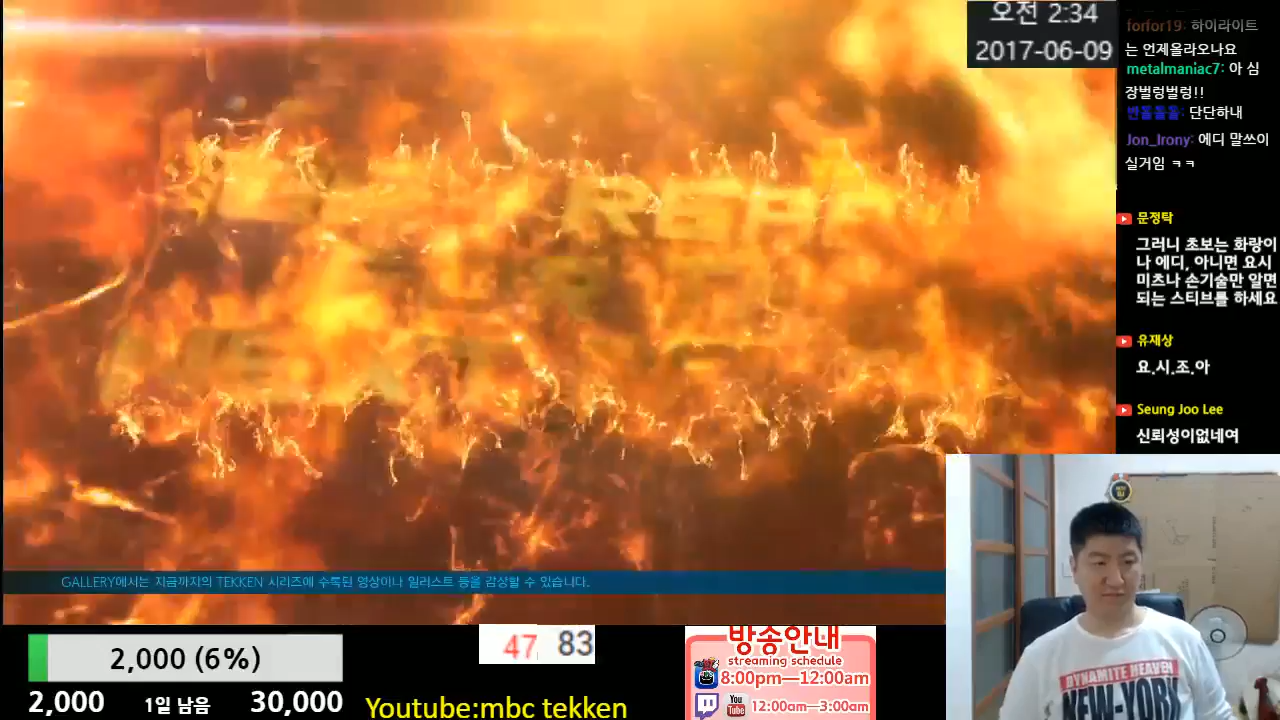 오전 2:34
2017-06-09
forfor19: 하이라이트
는 언제올라오나요
metalmaniac7: 아 심
장벌렁벌렁!!
단단하내
Jon_Irony: 에디 말쓰이
실거임 ㅋㅋ
문정탁
그러니 초보는 화랑이
나 에디, 아니면 요시
미츠나 손기술만 알면
되는 스티브를 하세요
유재상
요.시.조.아
Seung Joo Lee
신뢰성이없네여
GET READY
FOR THE
NEXT BATTLE
GALLERY에서는 지금까지의 TEKKEN 시리즈에 수록된 영상이나 일러스트 등을 감상할 수 있습니다.
2,000 (6%)
2,000 1일 남음 30,000
47 83
Youtube:mbc tekken
방송안내
streaming schedule
8:00pm—12:00am
You Tube 12:00am—3:00am
DYNAMITE HEAVEN
NEW-YORK